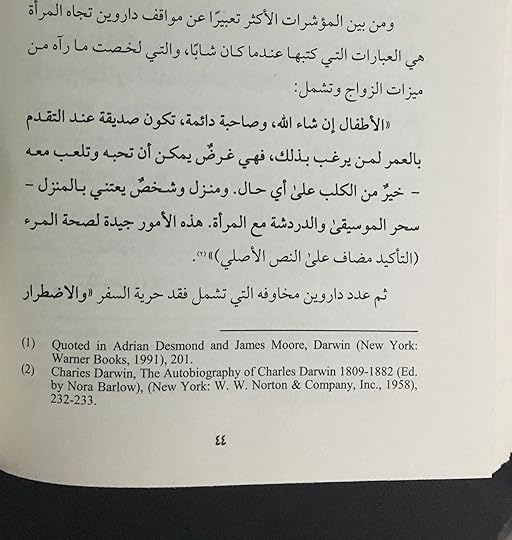 ومن بين المؤشرات الأكثر تعبيرًا عن مواقف داروين تجاه المرأة
هي العبارات التي كتبها عندما كان شابًا، والتي لخصت ما رآه من
ميزات الزواج وتشمل:
«الأطفال إن شاء الله، وصاحبة دائمة، تكون صديقة عند التقدم
بالعمر لمن يرغب بذلك، فهي غرضٌ يمكن أن تحبه وتلعب معه
- خيرٌ من الكلب علىٰ أي حال. ومنزل وشخصٌ يعتني بالمنزل -
سحر الموسيقىٰ والدردشة مع المرأة. هذه الأمور جيدة لصحة المرء
(التأكيد مضاف علىٰ النص الأصلي)»(٢).
ثم عدد داروين مخاوفه التي تشمل فقد حرية السفر «والاضطرار
(1) Quoted in Adrian Desmond and James Moore, Darwin (New York:
Warner Books, 1991), 201.
(2) Charies Darwin, The Autobiography of Charles Darwin 1809-1882 (Ed.
by Nora Barlow), (New York: W. W. Norton & Company, Inc., 1958),
232-233.
٤٤